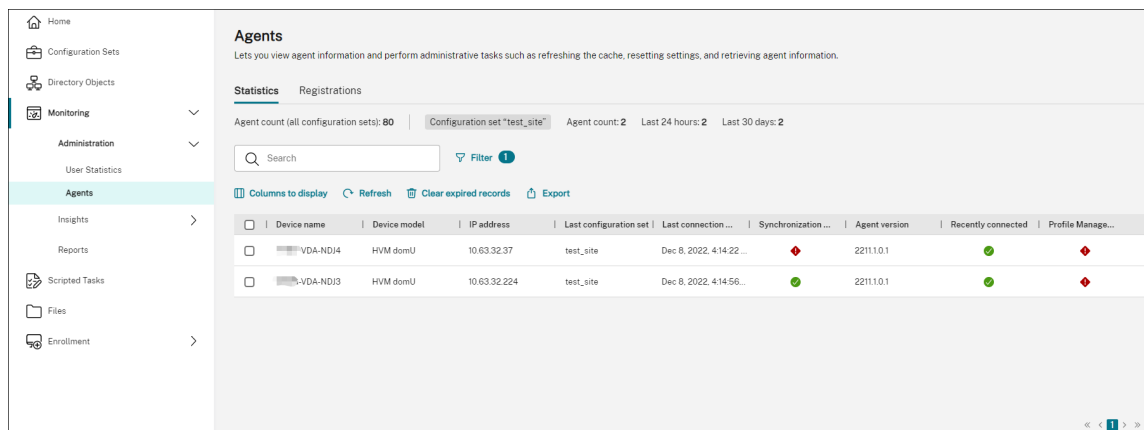 Home
Configuration Sets
Directory Objects
Monitoring
Administration
User Statistics
Agents
Insights
Reports
Scripted Tasks
Files
Enrollment
Agents
Lets you view agent information and perform administrative tasks such as refreshing the cache, resetting settings, and retrieving agent information.
Statistics Registrations
Agent count (all configuration sets): 80 Configuration set "test_site" Agent count: 2 Last 24 hours: 2 Last 30 days: 2
Search Filter 1
Columns to display Refresh Clear expired records Export
Device name Device model IP address Last configuration set Last connection ... Synchronization ... Agent version Recently connected Profile Manage...
-VDA-NDJ4 HVM domU 10.63.32.37 test_site Dec 8, 2022, 4:14:22 ... 2211.1.0.1
-VDA-NDJ3 HVM domU 10.63.32.224 test_site Dec 8, 2022, 4:14:56... 2211.1.0.1
« < 1 > »